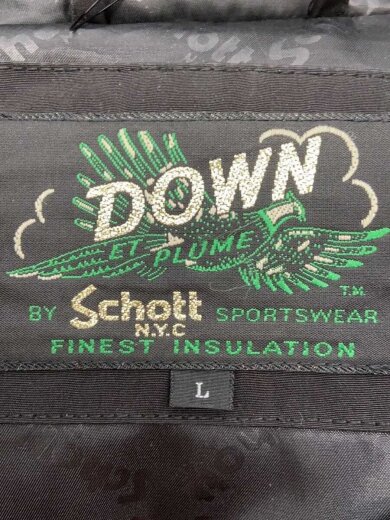 DOWN
ET PLUME
T.M.
BY Schott SPORTSWEAR
N.Y.C
FINEST INSULATION
L